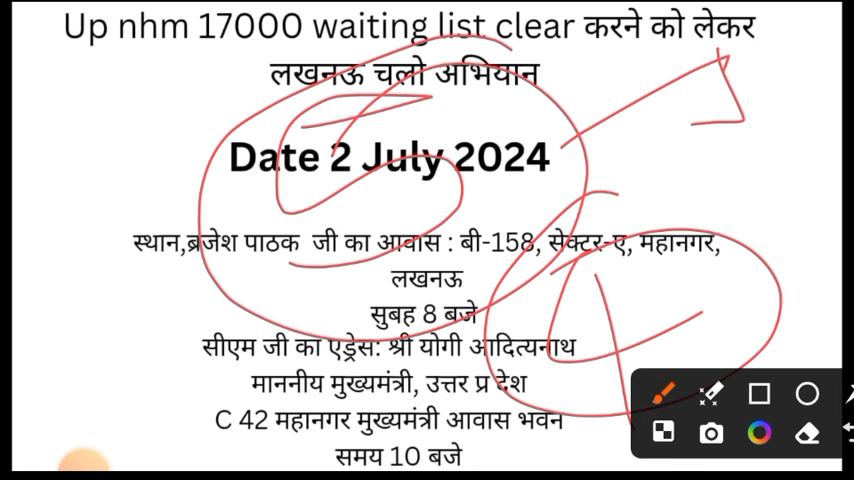 Up nhm 17000 waiting list clear करने को लेकर
लखनऊ चलो अभियान
Date 2 July 2024
स्थान,ब्रजेश पाठक जी का आवास : बी-158, सेक्टर-ए, महानगर,
लखनऊ
सुबह 8 बजे
सीएम जी का एड्रेस: श्री योगी आदित्यनाथ
माननीय मुख्यमंत्री, उत्तर प्र देश
C 42 महानगर मुख्यमंत्री आवास भवन
समय 10 बजे